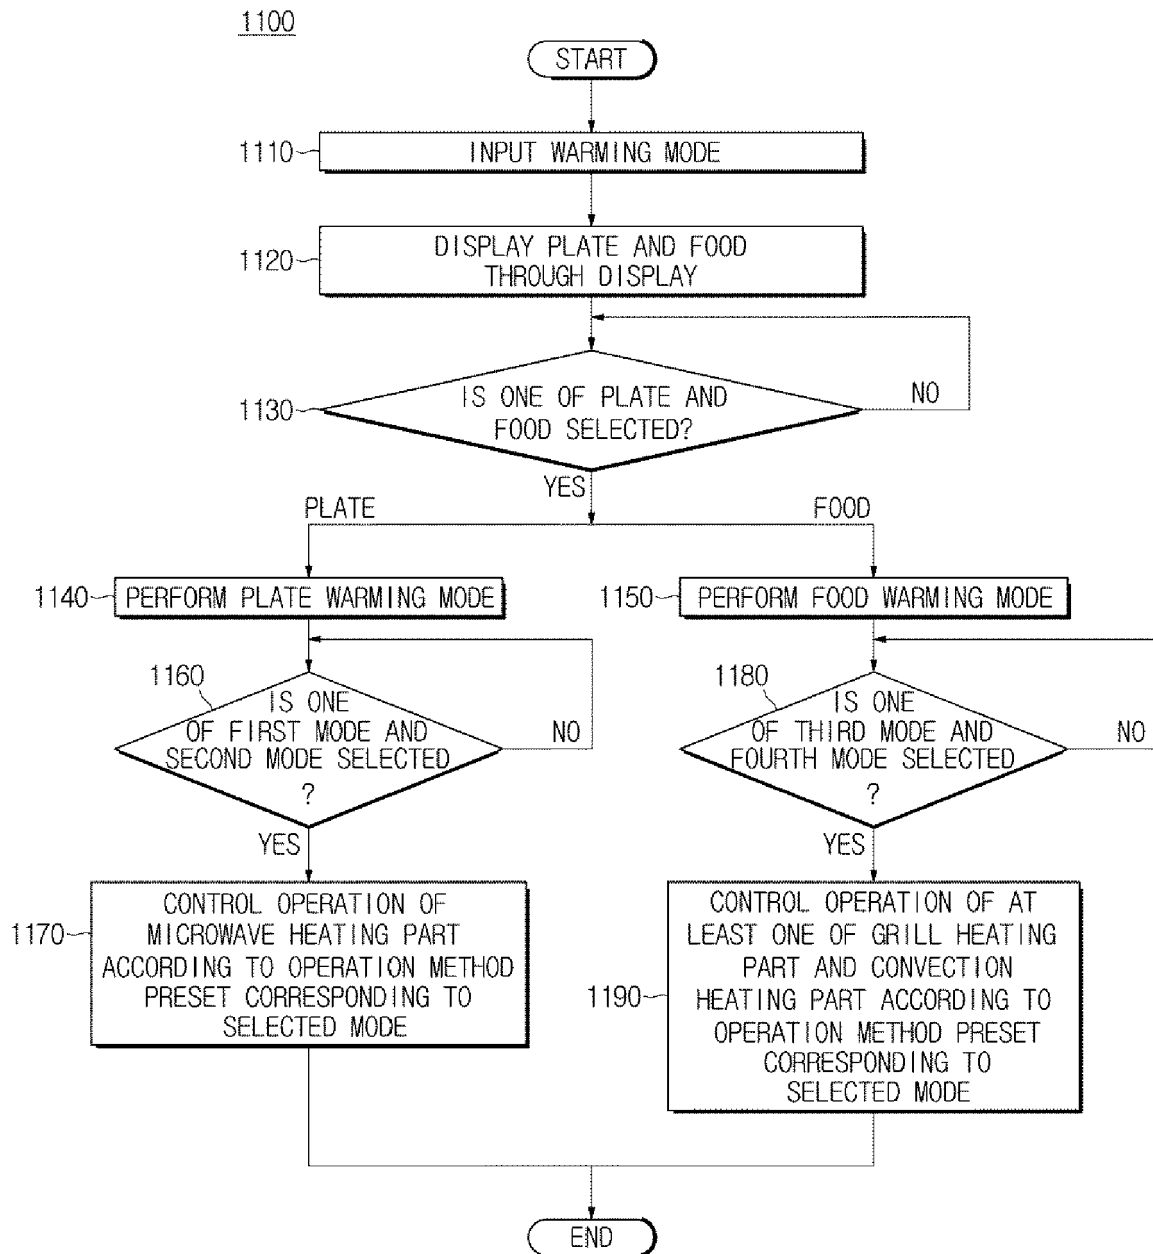 1100
START
1110
INPUT WARMING MODE
1120
DISPLAY PLATE AND FOOD
THROUGH DISPLAY
1130
IS ONE OF PLATE AND
FOOD SELECTED?
NO
YES
PLATE
FOOD
1140
PERFORM PLATE WARMING MODE
1150
PERFORM FOOD WARMING MODE
1160
IS ONE
OF FIRST MODE AND
SECOND MODE SELECTED
?
NO
YES
1180
IS ONE
OF THIRD MODE AND
FOURTH MODE SELECTED
?
NO
YES
1170
CONTROL OPERATION OF
MICROWAVE HEATING PART
ACCORDING TO OPERATION METHOD
PRESET CORRESPONDING TO
SELECTED MODE
1190
CONTROL OPERATION OF AT
LEAST ONE OF GRILL HEATING
PART AND CONVECTION
HEATING PART ACCORDING TO
OPERATION METHOD PRESET
CORRESPONDING TO
SELECTED MODE
END